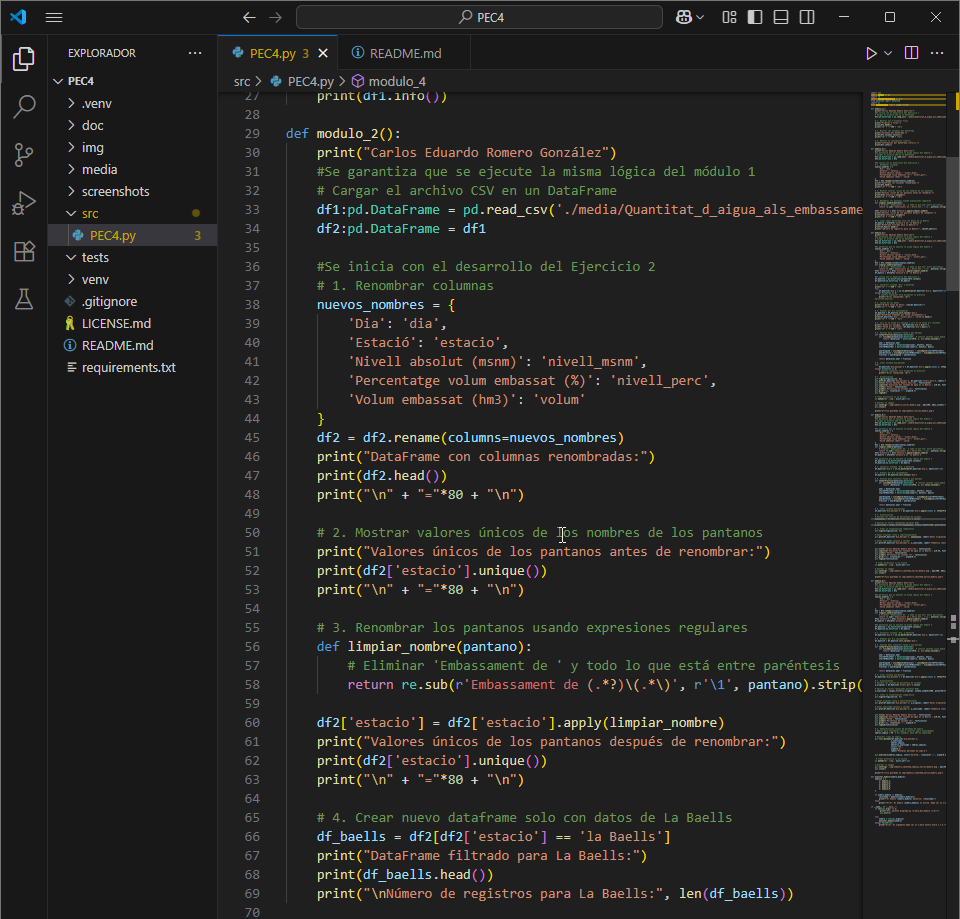 PEC4
EXPLORADOR
PEC4
.venv
doc
img
media
screenshots
src
PEC4.py 3
tests
venv
.gitignore
LICENSE.md
README.md
requirements.txt
PEC4.py 3
README.md
src > PEC4.py > modulo_4
27 print(df1.info())
28
29 def modulo_2():
30 print("Carlos Eduardo Romero González")
31 #Se garantiza que se ejecute la misma lógica del módulo 1
32 # Cargar el archivo CSV en un DataFrame
33 df1:pd.DataFrame = pd.read_csv('./media/Quantitat_d_aigua_als_embassame
34 df2:pd.DataFrame = df1
35
36 #Se inicia con el desarrollo del Ejercicio 2
37 # 1. Renombrar columnas
38 nuevos_nombres = {
39 'Dia': 'dia',
40 'Estació': 'estacio',
41 'Nivell absolut (msnm)': 'nivell_msnm',
42 'Percentatge volum embassat (%)': 'nivell_perc',
43 'Volum embassat (hm3)': 'volum'
44 }
45 df2 = df2.rename(columns=nuevos_nombres)
46 print("DataFrame con columnas renombradas:")
47 print(df2.head())
48 print("\n" + "="*80 + "\n")
49
50 # 2. Mostrar valores únicos de los nombres de los pantanos
51 print("Valores únicos de los pantanos antes de renombrar:")
52 print(df2['estacio'].unique())
53 print("\n" + "="*80 + "\n")
54
55 # 3. Renombrar los pantanos usando expresiones regulares
56 def limpiar_nombre(pantano):
57 # Eliminar 'Embassament de ' y todo lo que está entre paréntesis
58 return re.sub(r'Embassament de (.*?)\(.*\)', r'\1', pantano).strip(
59
60 df2['estacio'] = df2['estacio'].apply(limpiar_nombre)
61 print("Valores únicos de los pantanos después de renombrar:")
62 print(df2['estacio'].unique())
63 print("\n" + "="*80 + "\n")
64
65 # 4. Crear nuevo dataframe solo con datos de La Baells
66 df_baells = df2[df2['estacio'] == 'la Baells']
67 print("DataFrame filtrado para La Baells:")
68 print(df_baells.head())
69 print("\nNúmero de registros para La Baells:", len(df_baells))
70